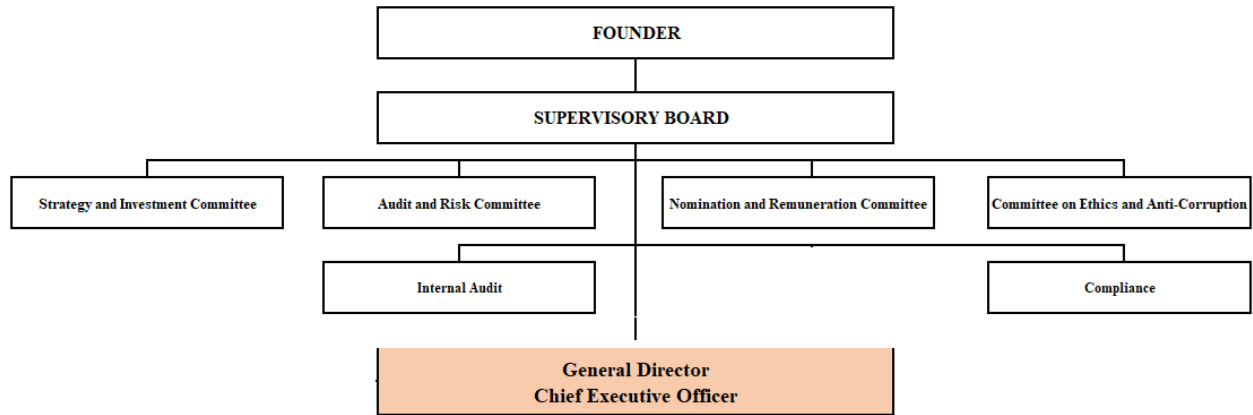 FOUNDER
SUPERVISORY BOARD
Strategy and Investment Committee
Audit and Risk Committee
Nomination and Remuneration Committee
Committee on Ethics and Anti-Corruption
Internal Audit
Compliance
General Director
Chief Executive Officer